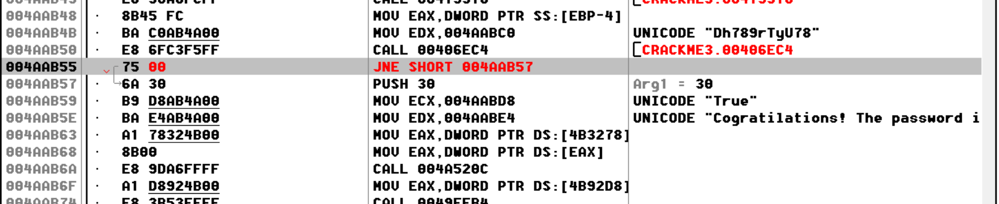 004AAB48 · 8B45 FC MOV EAX,DWORD PTR SS:[EBP-4]
004AAB4B · BA C0AB4A00 MOV EDX,004AABC0 UNICODE "Dh789rTyU78"
004AAB50 · E8 6FC3F5FF CALL 00406EC4 [CRACKME3.00406EC4
004AAB55 75 00 JNE SHORT 004AAB57
004AAB57 · 6A 30 PUSH 30 Arg1 = 30
004AAB59 · B9 D8AB4A00 MOV ECX,004AABD8 UNICODE "True"
004AAB5E · BA E4AB4A00 MOV EDX,004AABE4 UNICODE "Cogratilations! The password i
004AAB63 · A1 78324B00 MOV EAX,DWORD PTR DS:[4B3278]
004AAB68 · 8B00 MOV EAX,DWORD PTR DS:[EAX]
004AAB6A · E8 9DA6FFFF CALL 004A520C
004AAB6F · A1 D8924B00 MOV EAX,DWORD PTR DS:[4B92D8]
004AAB74